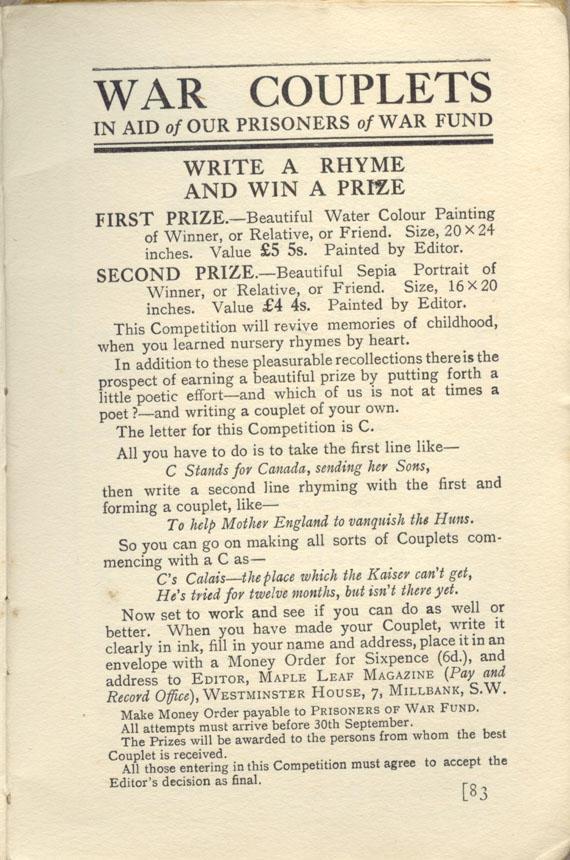 WAR COUPLETS
IN AID of OUR PRISONERS of WAR FUND
WRITE A RHYME
AND WIN A PRIZE
FIRST PRIZE.—Beautiful Water Colour Painting
of Winner, or Relative, or Friend. Size, 20 × 24
inches. Value £5 5s. Painted by Editor.
SECOND PRIZE.—Beautiful Sepia Portrait of
Winner, or Relative, or Friend. Size, 16 × 20
inches. Value £4 4s. Painted by Editor.
This Competition will revive memories of childhood,
when you learned nursery rhymes by heart.
In addition to these pleasurable recollections there is the
prospect of earning a beautiful prize by putting forth a
little poetic effort—and which of us is not at times a
poet?—and writing a couplet of your own.
The letter for this Competition is C.
All you have to do is to take the first line like—
C Stands for Canada, sending her Sons,
then write a second line rhyming with the first and
forming a couplet, like—
To help Mother England to vanquish the Huns.
So you can go on making all sorts of Couplets com-
mencing with a C as—
C's Calais—the place which the Kaiser can't get,
He's tried for twelve months, but isn't there yet.
Now set to work and see if you can do as well or
better. When you have made your Couplet, write it
clearly in ink, fill in your name and address, place it in an
envelope with a Money Order for Sixpence (6d.), and
address to EDITOR, MAPLE LEAF MAGAZINE (Pay and
Record Office), WESTMINSTER HOUSE, 7, MILLBANK, S.W.
Make Money Order payable to PRISONERS OF WAR FUND.
All attempts must arrive before 30th September.
The Prizes will be awarded to the persons from whom the best
Couplet is received.
All those entering in this Competition must agree to accept the
Editor's decision as final.
[83